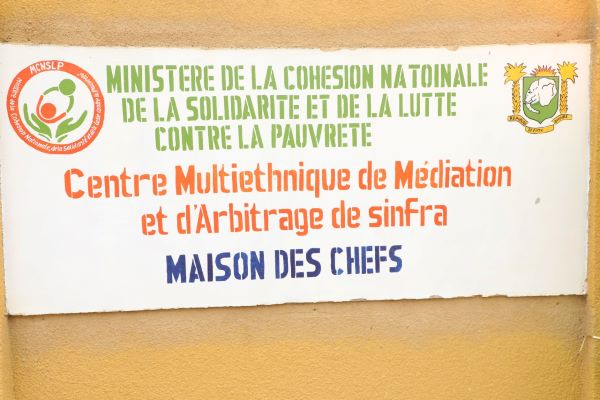 MCNSLP
MINISTERE DE LA COHESION NATOINALE
DE LA SOLIDARITE ET DE LA LUTTE
CONTRE LA PAUVRETE
Centre Multiethnique de Médiation
et d'Arbitrage de sinfra
MAISON DES CHEFS